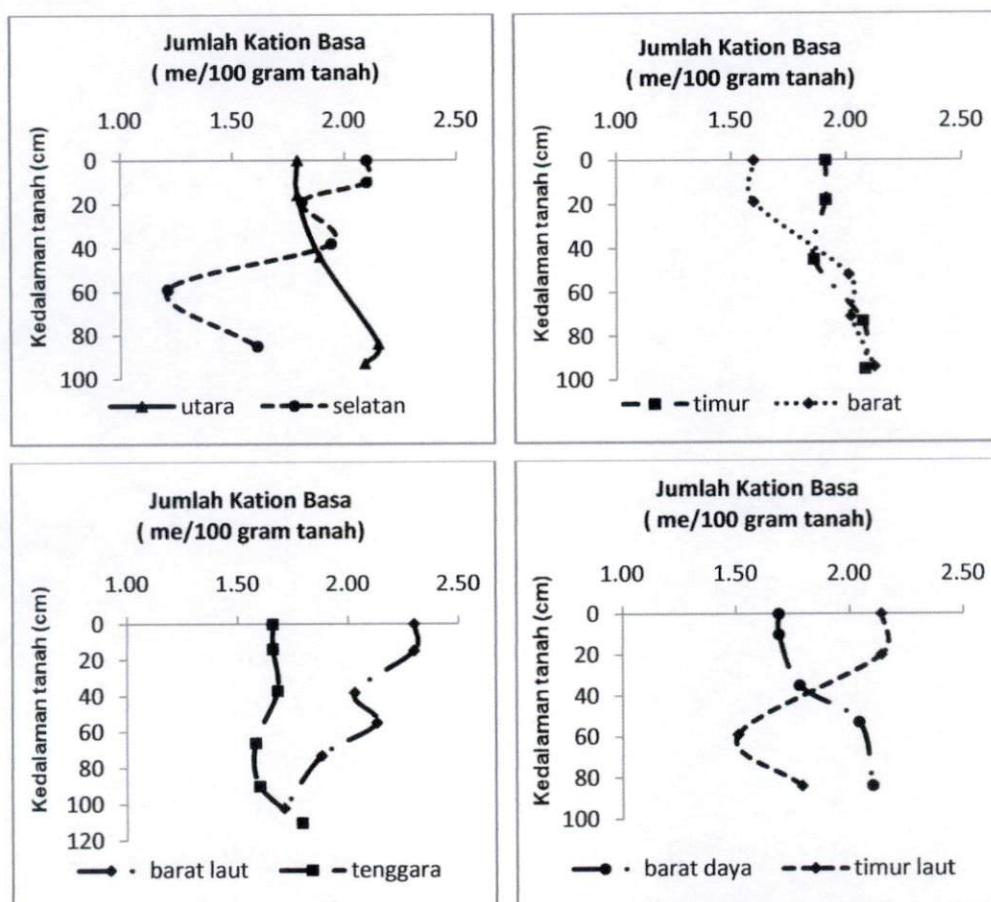 Jumlah Kation Basa
( me/100 gram tanah)
1.00 1.50 2.00 2.50
Kedalaman tanah (cm)
0
20
40
60
80
100
utara selatan
Jumlah Kation Basa
( me/100 gram tanah)
1.00 1.50 2.00 2.50
Kedalaman tanah (cm)
0
20
40
60
80
100
timur barat
Jumlah Kation Basa
( me/100 gram tanah)
1.00 1.50 2.00 2.50
Kedalaman tanah (cm)
0
20
40
60
80
100
120
barat laut tenggara
Jumlah Kation Basa
( me/100 gram tanah)
1.00 1.50 2.00 2.50
Kedalaman tanah (cm)
0
20
40
60
80
100
barat daya timur laut